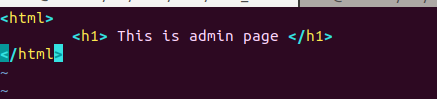 <html>
        <h1> This is admin page </h1>
</html>
~
~